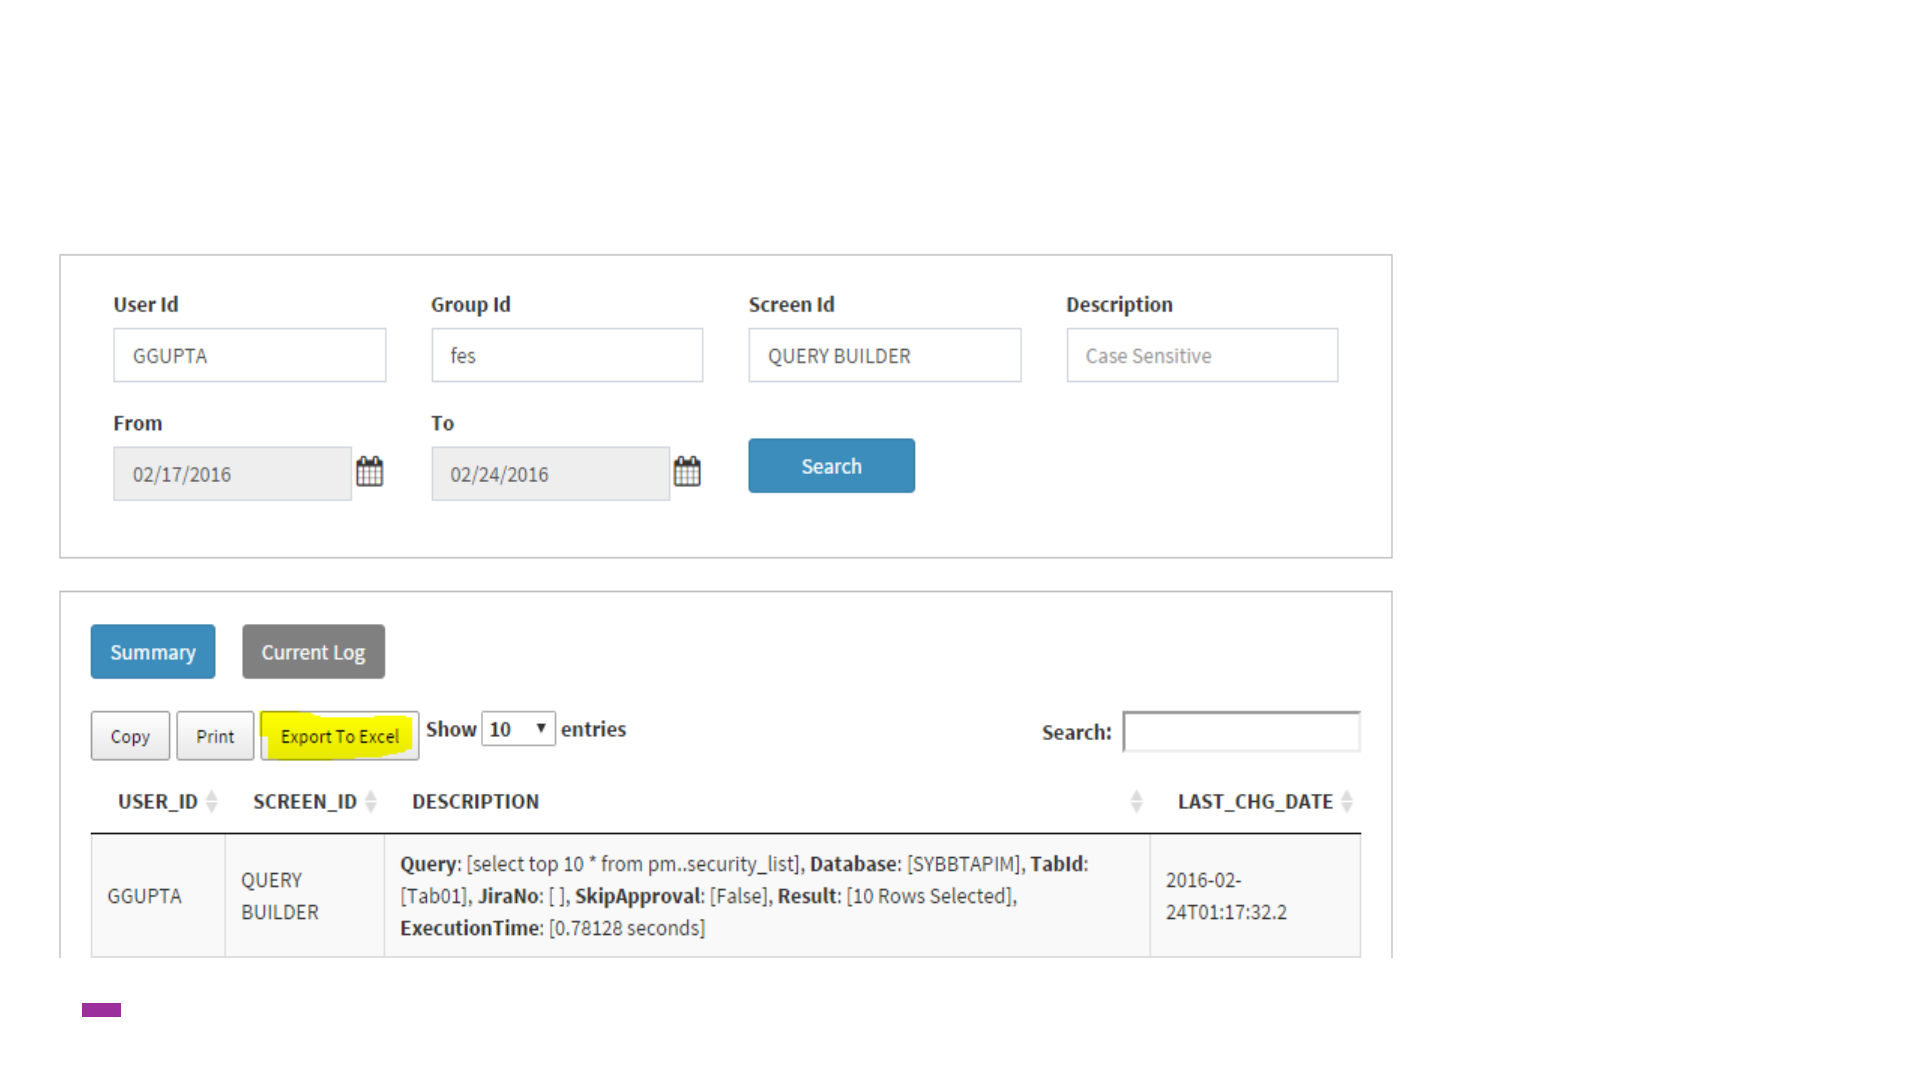 User Id Group Id Screen Id Description
GGUPTA fes QUERY BUILDER Case Sensitive
From To
02/17/2016 02/24/2016 Search
Summary Current Log
Copy Print Export To Excel Show 10 entries Search:
USER_ID SCREEN_ID DESCRIPTION LAST_CHG_DATE
GGUPTA
QUERY
BUILDER
Query: [select top 10 * from pm..security_list], Database: [SYBBTAPIM], TabId:
[Tab01], JiraNo: [ ], SkipApproval: [False], Result: [10 Rows Selected],
ExecutionTime: [0.78128 seconds]
2016-02-
24T01:17:32.2